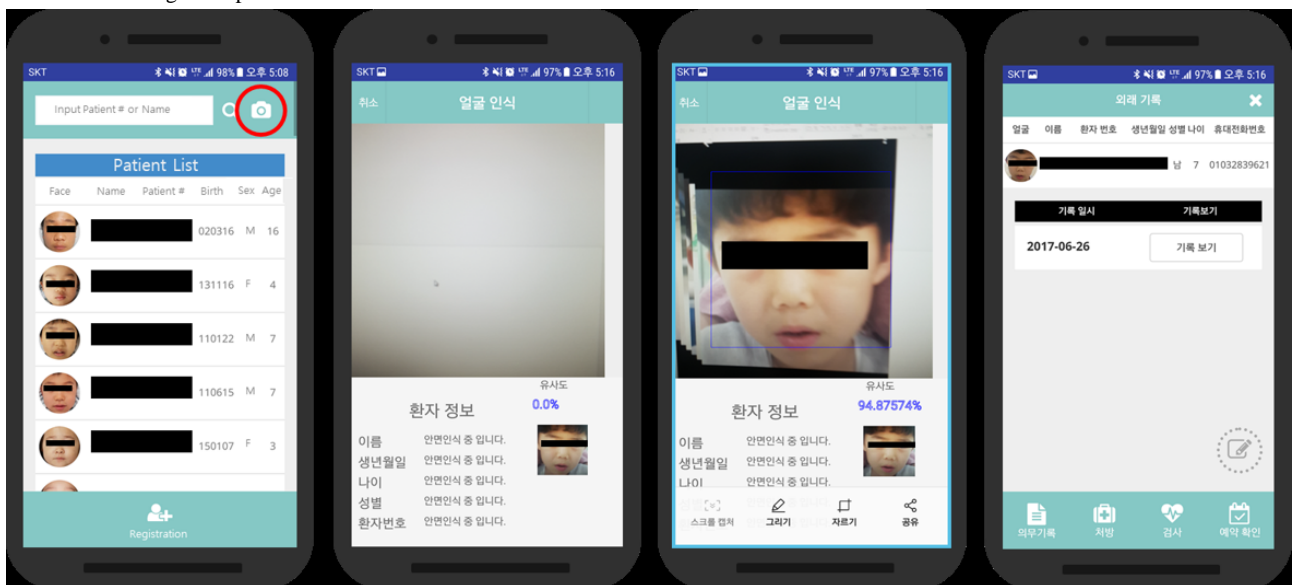 SKT LTE 98% 오후 5:08
Input Patient # or Name
Patient List
Face Name Patient # Birth Sex Age
020316 M 16
131116 F 4
110122 M 7
110615 M 7
150107 F 3
Registration
SKT LTE 97% 오후 5:16
취소 얼굴 인식
유사도
환자 정보 0.0%
이름 안면인식 중 입니다.
생년월일 안면인식 중 입니다.
나이 안면인식 중 입니다.
성별 안면인식 중 입니다.
환자번호 안면인식 중 입니다.
SKT LTE 97% 오후 5:16
취소 얼굴 인식
유사도
환자 정보 94.87574%
이름 안면인식 중 입니다.
생년월일 안면인식 중 입니다.
나이 안면인식 중 입니다.
스크롤 캡처 그리기 자르기 공유
SKT LTE 97% 오후 5:16
외래 기록
얼굴 이름 환자 번호 생년월일 성별 나이 휴대전화번호
남 7 01032839621
기록 일시 기록보기
2017-06-26 기록 보기
의무기록 처방 검사 예약 확인